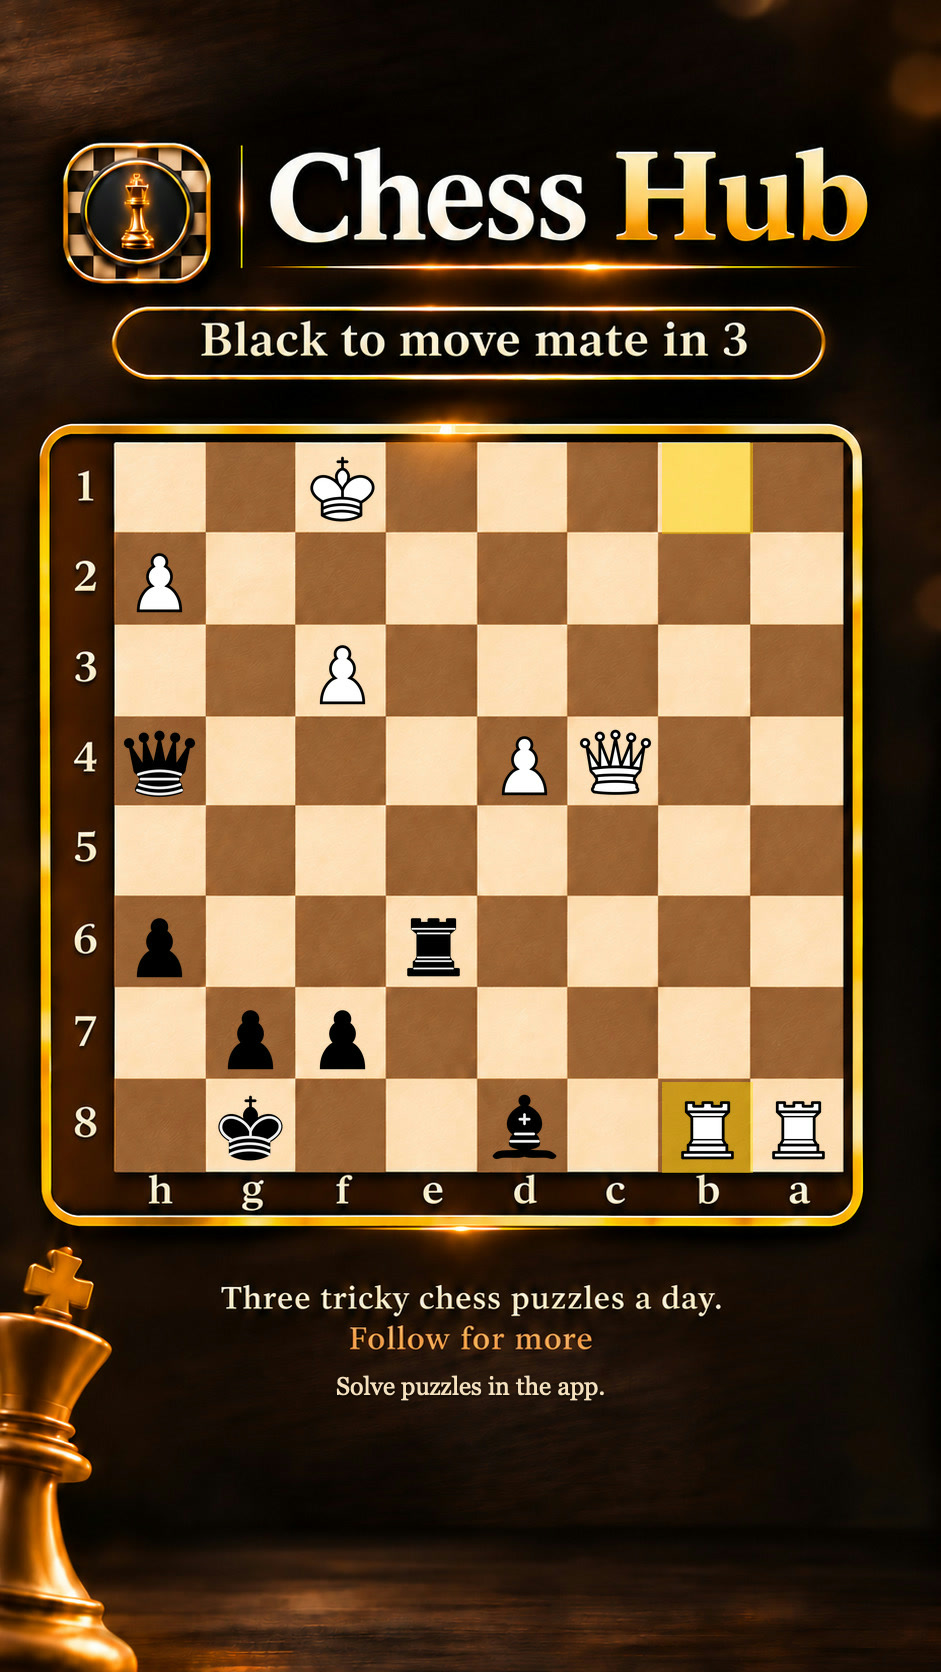 Chess Hub
Black to move mate in 3
1
2
3
4
5
6
7
8
h g f e d c b a
Three tricky chess puzzles a day.
Follow for more
Solve puzzles in the app.